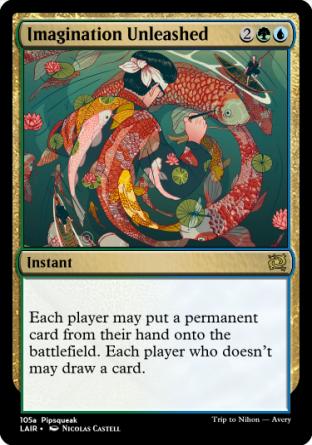 Imagination Unleashed 2
Instant
Each player may put a permanent
card from their hand onto the
battlefield. Each player who doesn't
may draw a card.
105a Pipsqueak Trip to Nihon — Avery
LAIR • Nicolas Castell